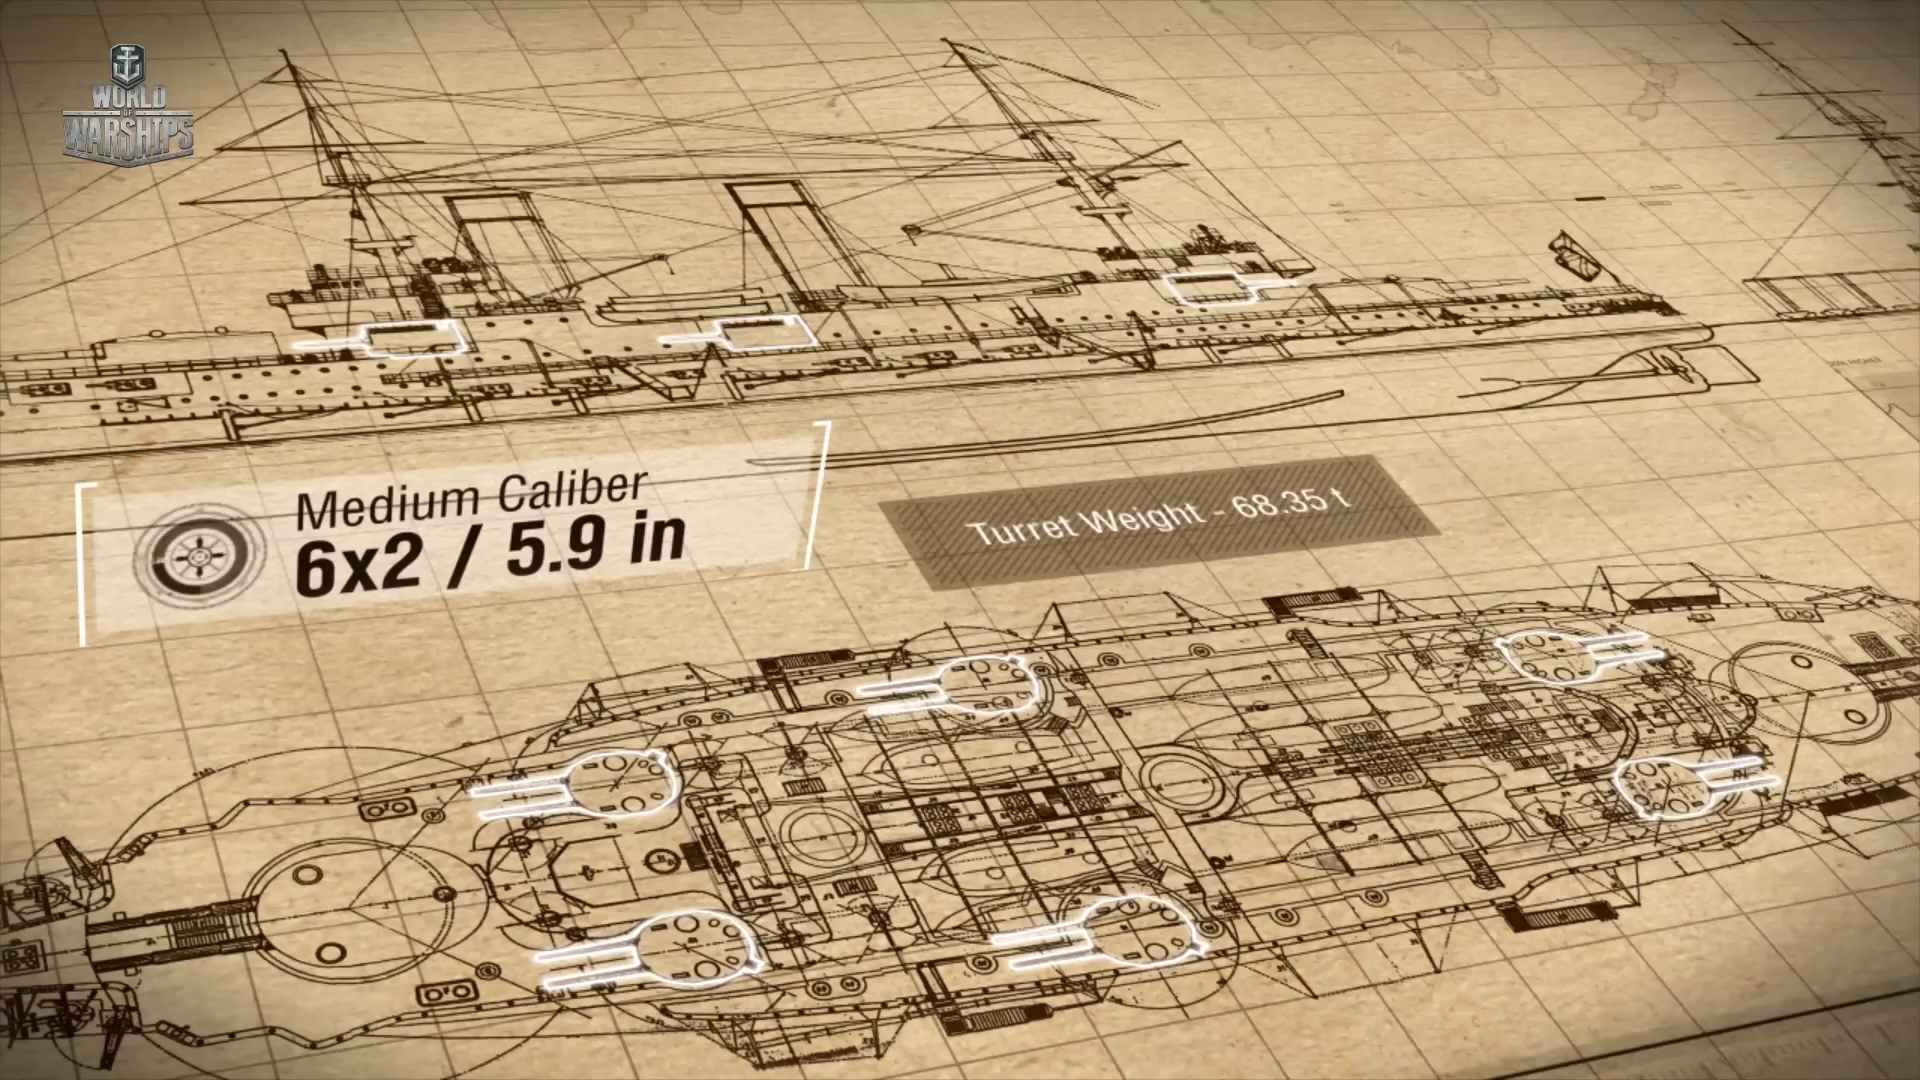 WORLD
OF
WARSHIPS
Medium Caliber
6x2 / 5.9 in
Turret Weight - 68.35 t